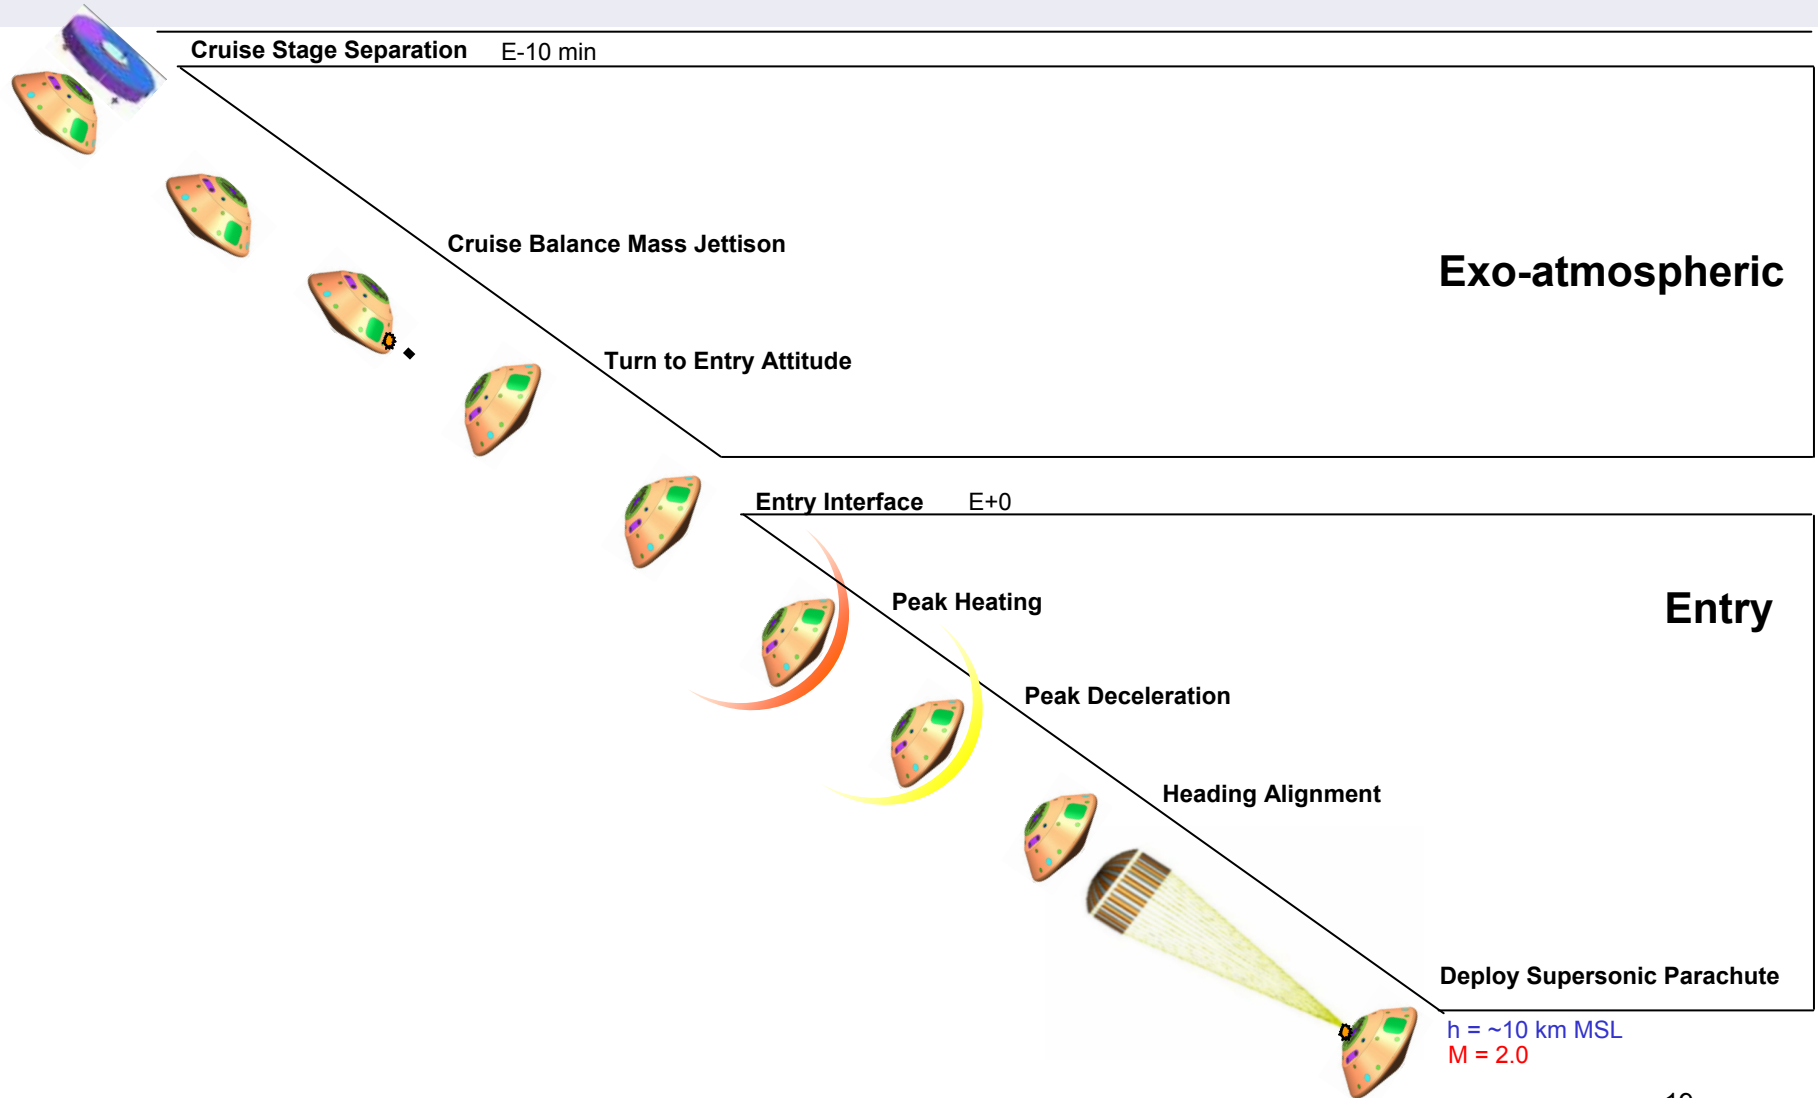 Cruise Stage Separation E-10 min
Cruise Balance Mass Jettison
Exo-atmospheric
Turn to Entry Attitude
Entry Interface E+0
Peak Heating
Entry
Peak Deceleration
Heading Alignment
Deploy Supersonic Parachute
h = ~10 km MSL
M = 2.0